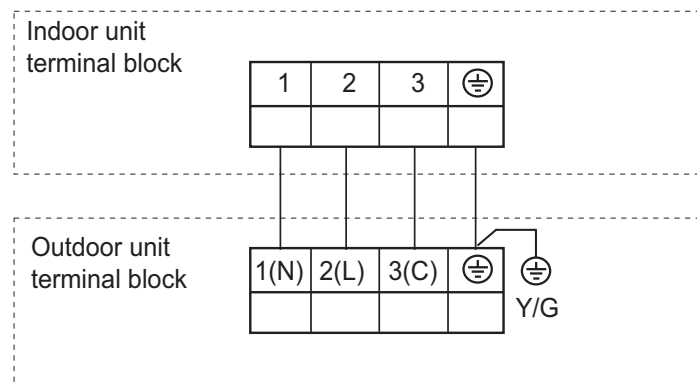 Indoor unit
terminal block
1 2 3
Outdoor unit
terminal block
1(N) 2(L) 3(C)
Y/G